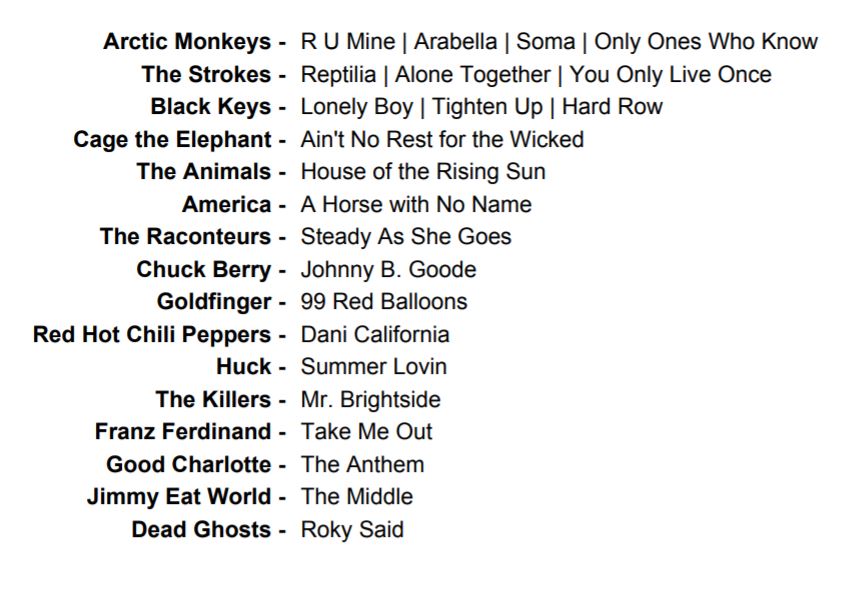 Arctic Monkeys - R U Mine | Arabella | Soma | Only Ones Who Know
The Strokes - Reptilia | Alone Together | You Only Live Once
Black Keys - Lonely Boy | Tighten Up | Hard Row
Cage the Elephant - Ain't No Rest for the Wicked
The Animals - House of the Rising Sun
America - A Horse with No Name
The Raconteurs - Steady As She Goes
Chuck Berry - Johnny B. Goode
Goldfinger - 99 Red Balloons
Red Hot Chili Peppers - Dani California
Huck - Summer Lovin
The Killers - Mr. Brightside
Franz Ferdinand - Take Me Out
Good Charlotte - The Anthem
Jimmy Eat World - The Middle
Dead Ghosts - Roky Said